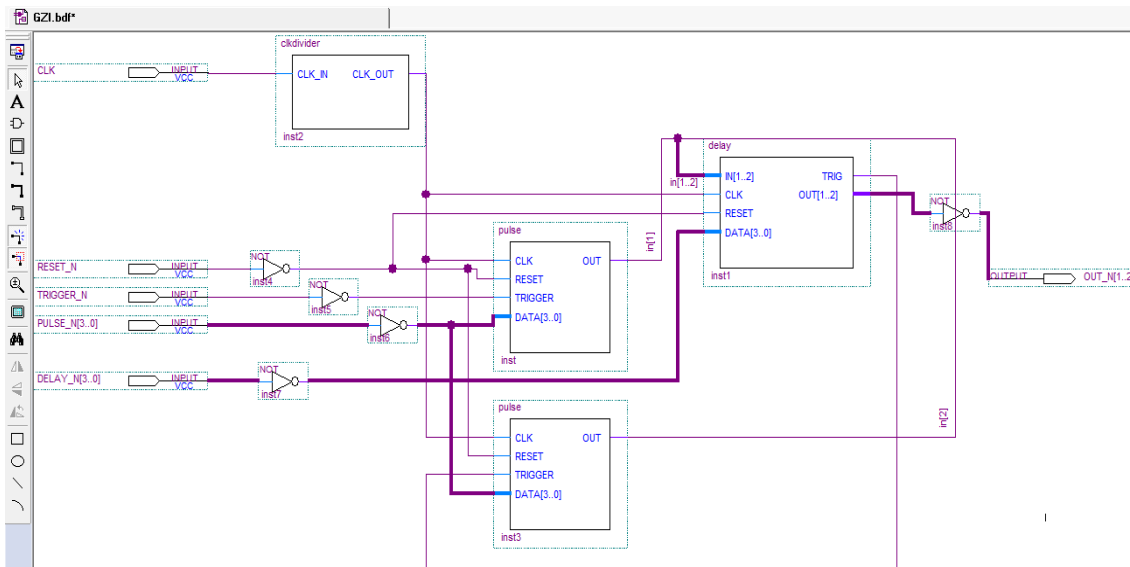 GZI.bdf*
clkdivider
CLK
INPUT
VCC
CLK_IN
CLK_OUT
inst2
delay
IN[1..2]
TRIG
in[1..2]
CLK
OUT[1..2]
RESET
DATA[3..0]
inst1
NOT
inst8
in[1]
pulse
CLK
OUT
RESET
TRIGGER
DATA[3..0]
inst
RESET_N
INPUT
VCC
NOT
inst4
TRIGGER_N
INPUT
VCC
NOT
inst5
PULSE_N[3..0]
INPUT
VCC
NOT
inst6
OUTPUT
OUT_N[1..2
DELAY_N[3..0]
INPUT
VCC
NOT
inst7
pulse
CLK
OUT
RESET
TRIGGER
DATA[3..0]
inst3
in[2]